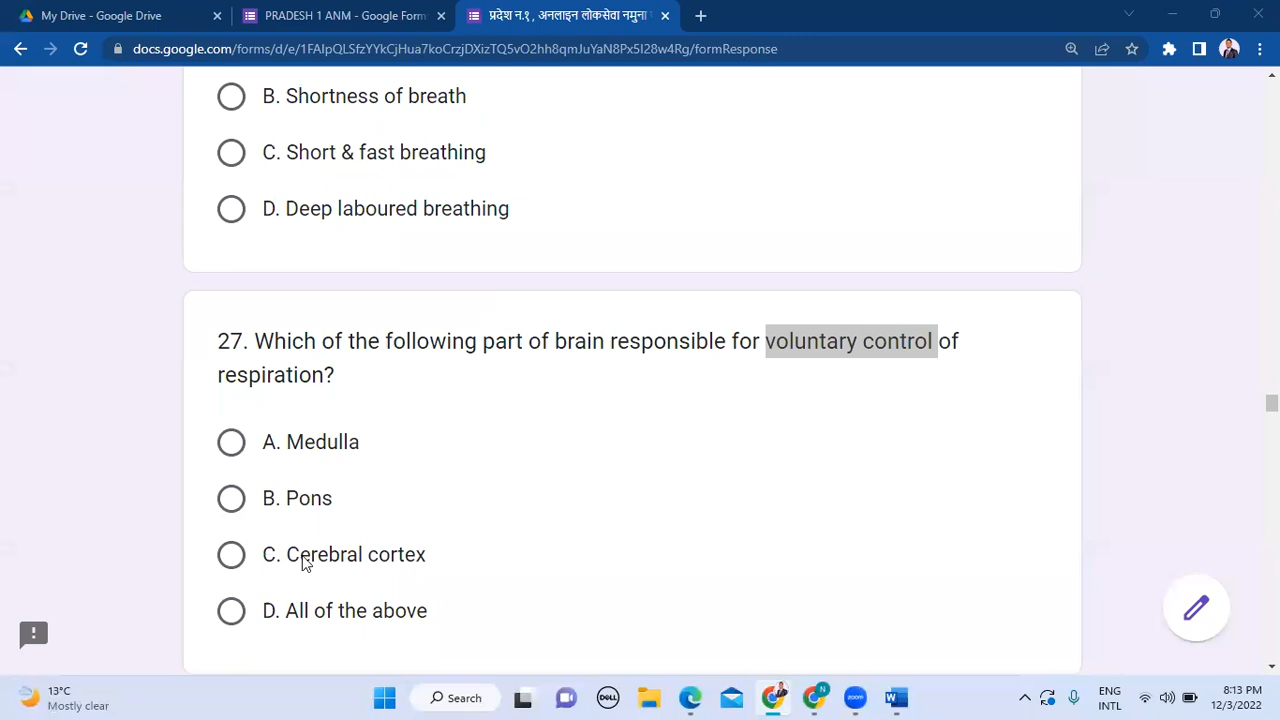 My Drive - Google Drive
PRADESH 1 ANM - Google Form
प्रदेश न.१, अनलाइन लोकसेवा नमुना
docs.google.com/forms/d/e/1FAIpQLSfzYYkCjHua7koCrzjDXizTQ5vO2hh8qmJuYaN8Px5I28w4Rg/formResponse
B. Shortness of breath
C. Short & fast breathing
D. Deep laboured breathing
27. Which of the following part of brain responsible for voluntary control of
respiration?
A. Medulla
B. Pons
C. Cerebral cortex
D. All of the above
13°C
Mostly clear
Search
DELL
N
zoom
W
ENG
INTL
8:13 PM
12/3/2022